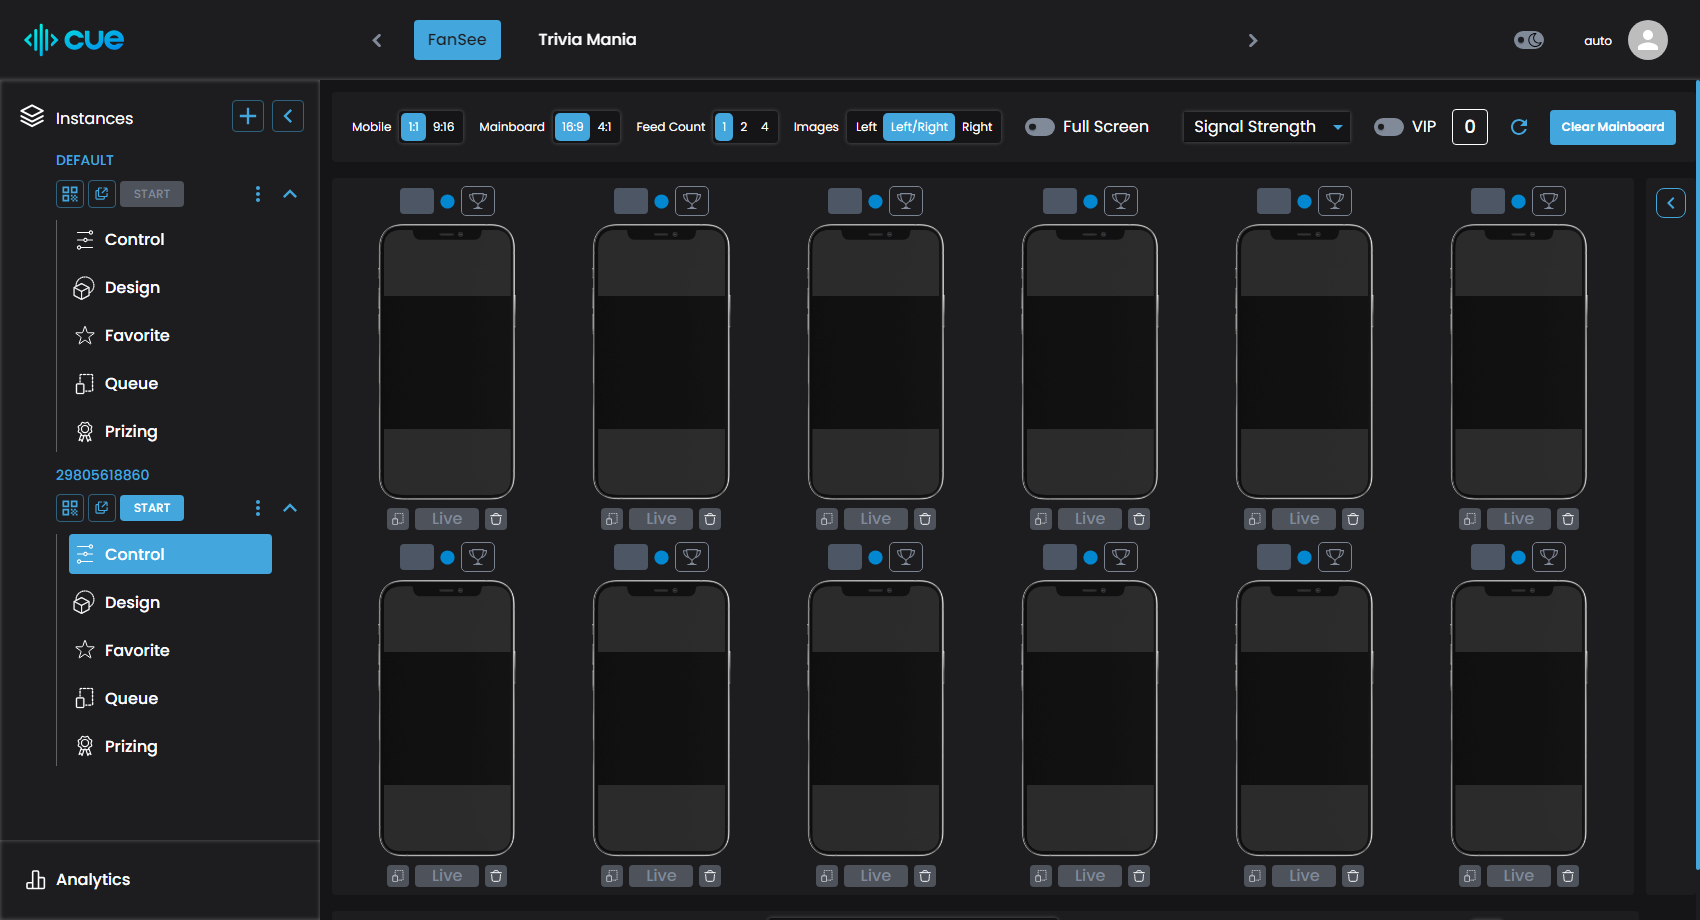 cue
FanSee
Trivia Mania
auto
Instances
DEFAULT
START
Control
Design
Favorite
Queue
Prizing
29805618860
START
Control
Design
Favorite
Queue
Prizing
Analytics
Mobile 1:1 9:16 Mainboard 16:9 4:1 Feed Count 1 2 4 Images Left Left/Right Right Full Screen Signal Strength VIP 0 Clear Mainboard
Live Live Live Live Live Live
Live Live Live Live Live Live